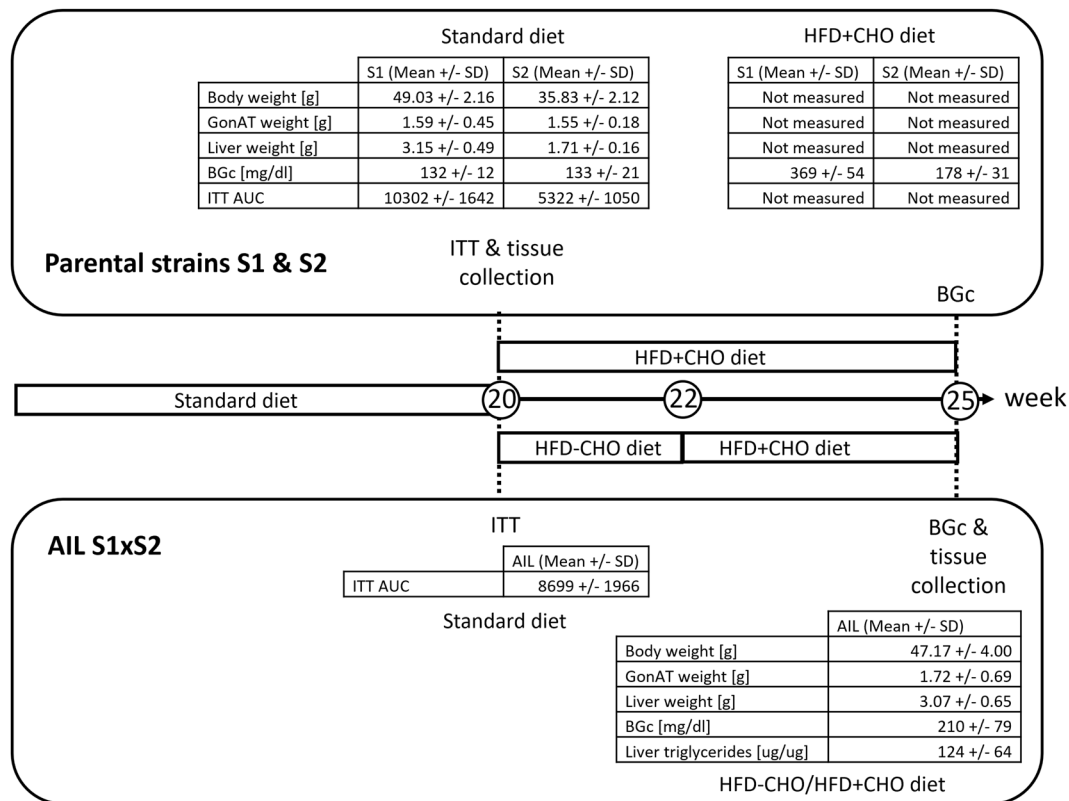 Standard diet
HFD+CHO diet
S1 (Mean +/- SD) S2 (Mean +/- SD)
Body weight [g] 49.03 +/- 2.16 35.83 +/- 2.12
GonAT weight [g] 1.59 +/- 0.45 1.55 +/- 0.18
Liver weight [g] 3.15 +/- 0.49 1.71 +/- 0.16
BGc [mg/dl] 132 +/- 12 133 +/- 21
ITT AUC 10302 +/- 1642 5322 +/- 1050
S1 (Mean +/- SD) S2 (Mean +/- SD)
Not measured Not measured
Not measured Not measured
Not measured Not measured
369 +/- 54 178 +/- 31
Not measured Not measured
Parental strains S1 & S2
ITT & tissue
collection
BGc
HFD+CHO diet
Standard diet 20 22 25 week
HFD-CHO diet HFD+CHO diet
AIL S1xS2
ITT
AIL (Mean +/- SD)
ITT AUC 8699 +/- 1966
Standard diet
BGc &
tissue
collection
AIL (Mean +/- SD)
Body weight [g] 47.17 +/- 4.00
GonAT weight [g] 1.72 +/- 0.69
Liver weight [g] 3.07 +/- 0.65
BGc [mg/dl] 210 +/- 79
Liver triglycerides [ug/ug] 124 +/- 64
HFD-CHO/HFD+CHO diet